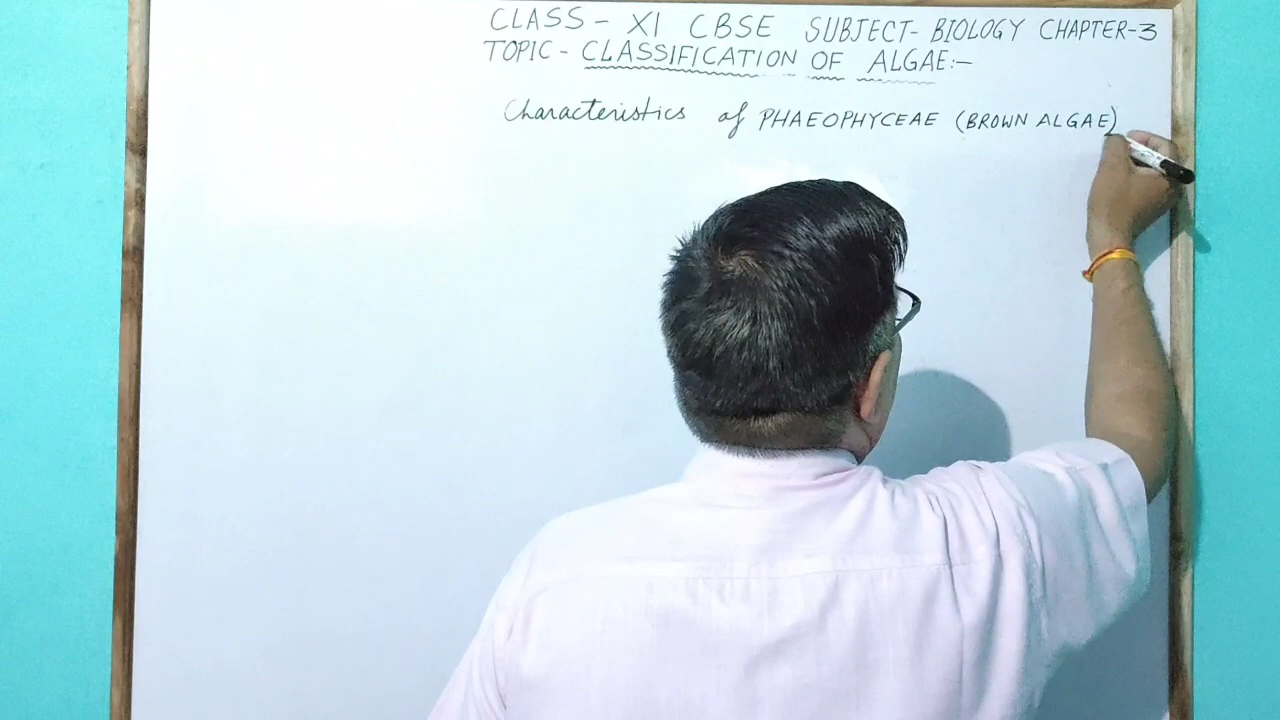 CLASS - XI CBSE SUBJECT- BIOLOGY CHAPTER-3
TOPIC - CLASSIFICATION OF ALGAE:-
Characteristics of PHAEOPHYCEAE (BROWN ALGAE)